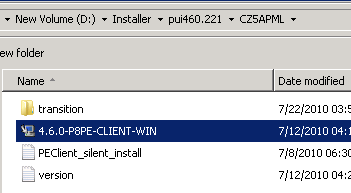 New Volume (D:) Installer pui460.221 CZ5APML
ew folder
Name Date modified
transition 7/22/2010 03:5
4.6.0-P8PE-CLIENT-WIN 7/12/2010 04:1
PEClient_silent_install 7/8/2010 06:30
version 7/12/2010 04:2